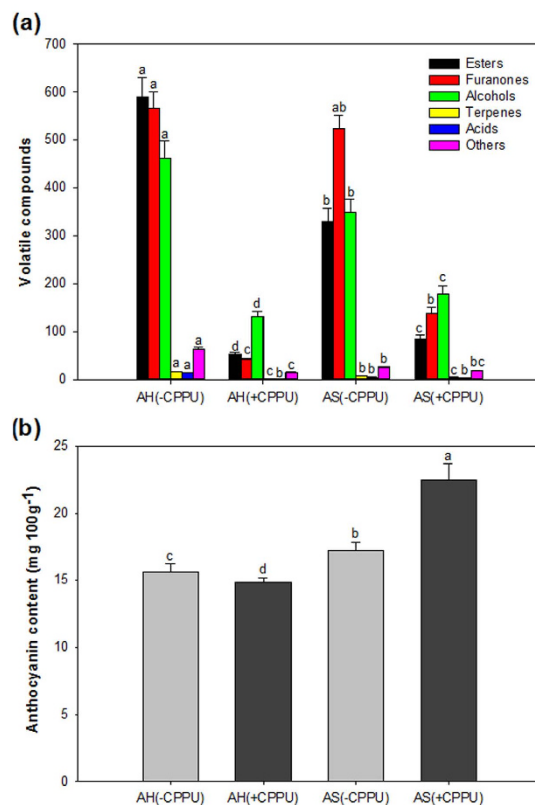 (a)
700
600
500
400
300
200
100
0
Volatile compounds
Esters
Furanones
Alcohols
Terpenes
Acids
Others
a a a a a a
d c d c b c
b ab b b b b
c b c c b bc
AH(-CPPU) AH(+CPPU) AS(-CPPU) AS(+CPPU)
(b)
25
20
15
10
5
0
Anthocyanin content (mg 100g-1)
c d b a
AH(-CPPU) AH(+CPPU) AS(-CPPU) AS(+CPPU)